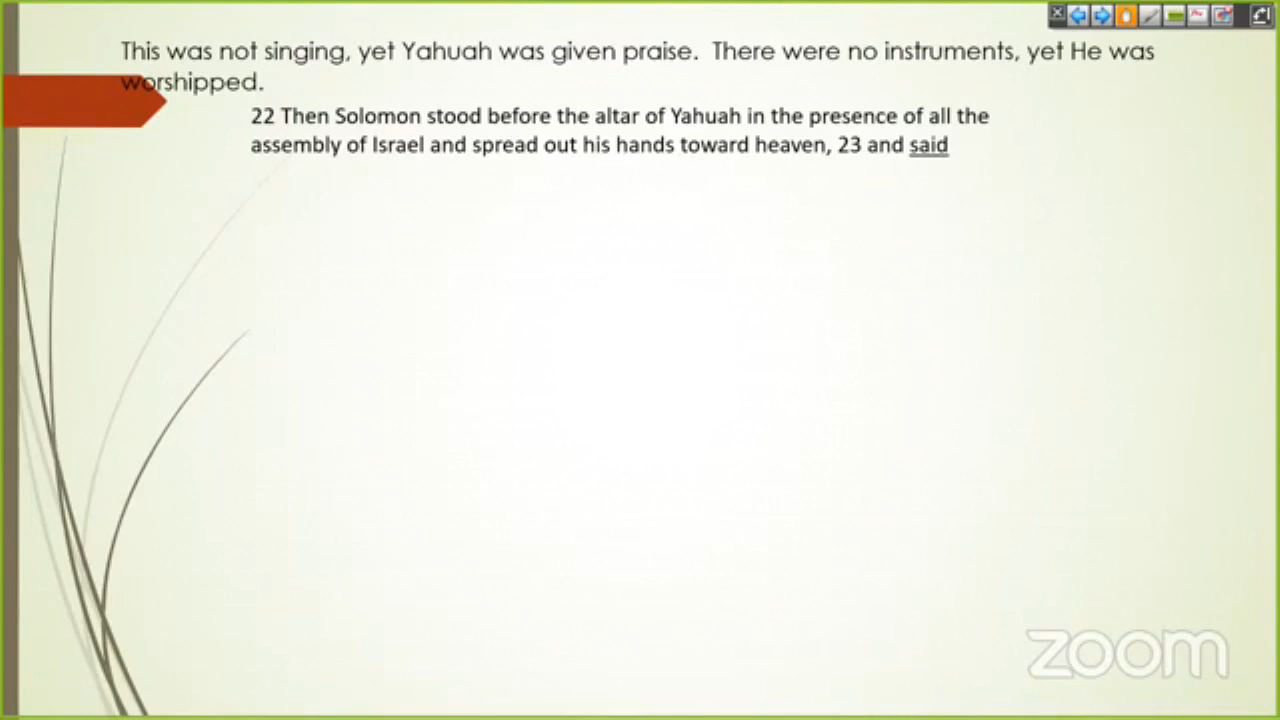 This was not singing, yet Yahuah was given praise.  There were no instruments, yet He was
worshipped.
22 Then Solomon stood before the altar of Yahuah in the presence of all the
assembly of Israel and spread out his hands toward heaven, 23 and said
zoom